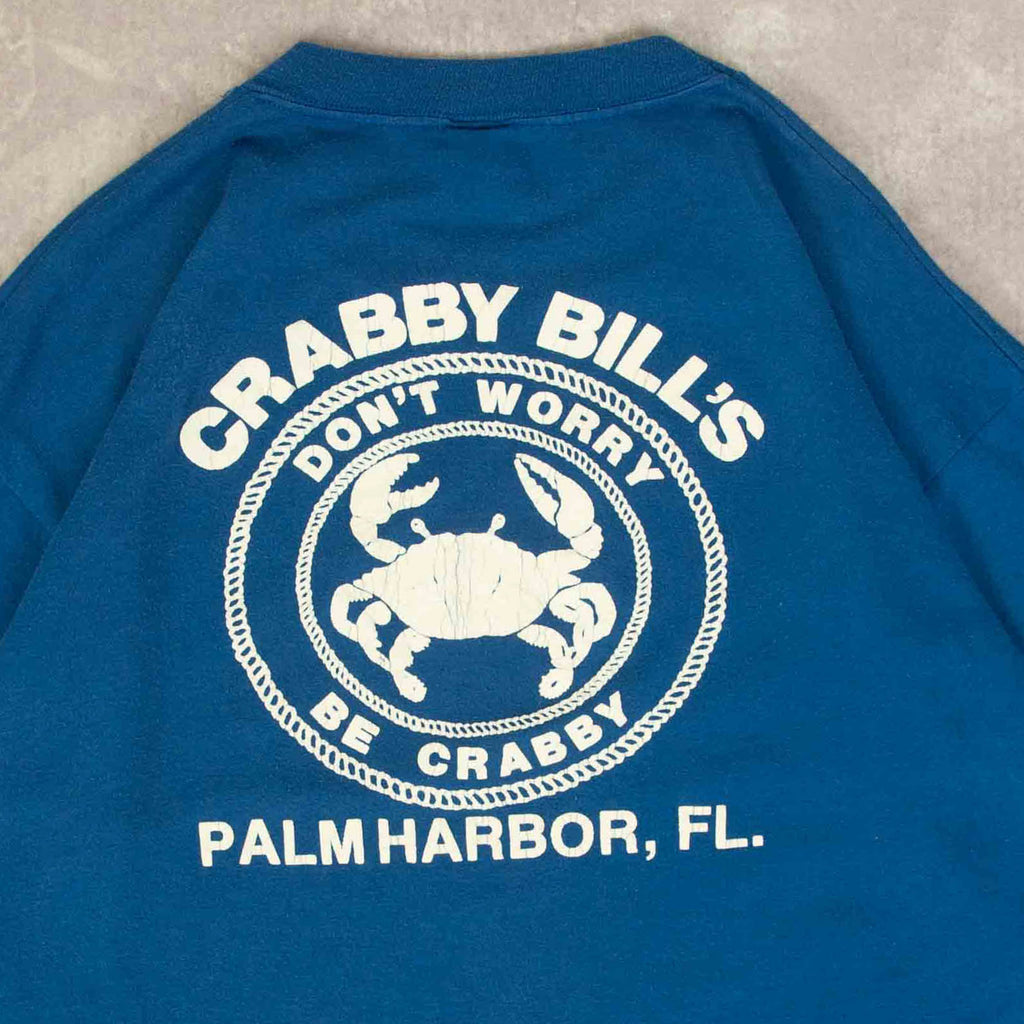 CRABBY BILL'S
DON'T WORRY
BE CRABBY
PALM HARBOR, FL.